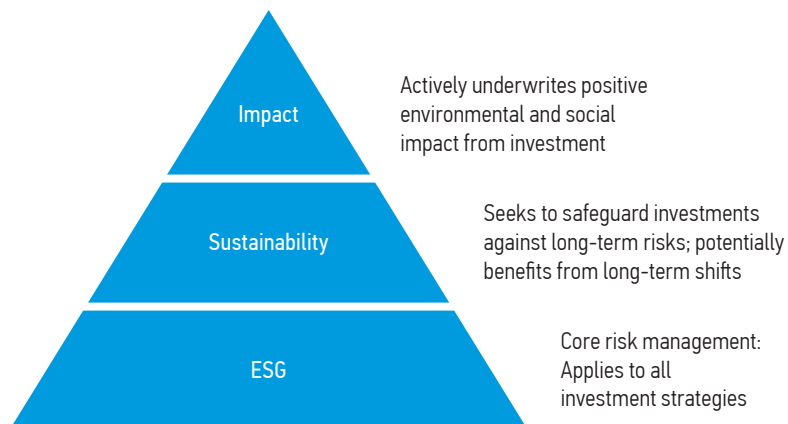 Impact
Actively underwrites positive
environmental and social
impact from investment
Sustainability
Seeks to safeguard investments
against long-term risks; potentially
benefits from long-term shifts
ESG
Core risk management:
Applies to all
investment strategies